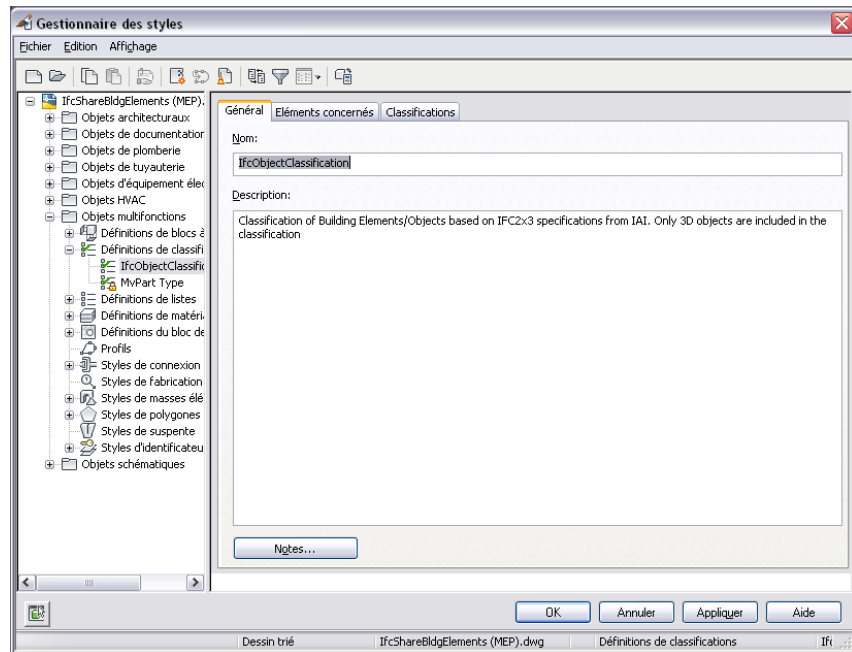 Gestionnaire des styles
Fichier Edition Affichage
IfcShareBldgElements (MEP).
Objets architecturaux
Objets de documentation
Objets de plomberie
Objets de tuyauterie
Objets d'équipement élec
Objets HVAC
Objets multifonctions
Définitions de blocs à
Définitions de classifi
IfcObjectClassific
MvPart Type
Définitions de listes
Définitions de matéri
Définitions du bloc de
Profils
Styles de connexion
Styles de fabrication
Styles de masses élé
Styles de polygones
Styles de suspente
Styles d'identificateu
Objets schématiques
Général Eléments concernés Classifications
Nom:
IfcObjectClassification
Description:
Classification of Building Elements/Objects based on IFC2x3 specifications from IAI. Only 3D objects are included in the
classification
Notes...
OK Annuler Appliquer Aide
Dessin trié IfcShareBldgElements (MEP).dwg Définitions de classifications Ifc